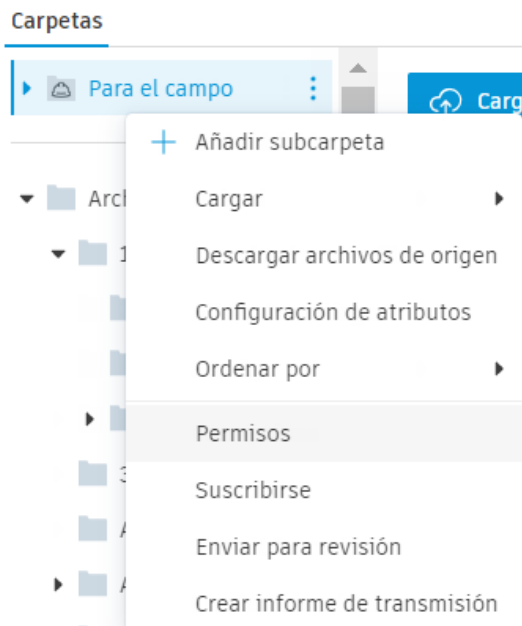 Carpetas
Para el campo
Añadir subcarpeta
Cargar
Descargar archivos de origen
Configuración de atributos
Ordenar por
Permisos
Suscribirse
Enviar para revisión
Crear informe de transmisión